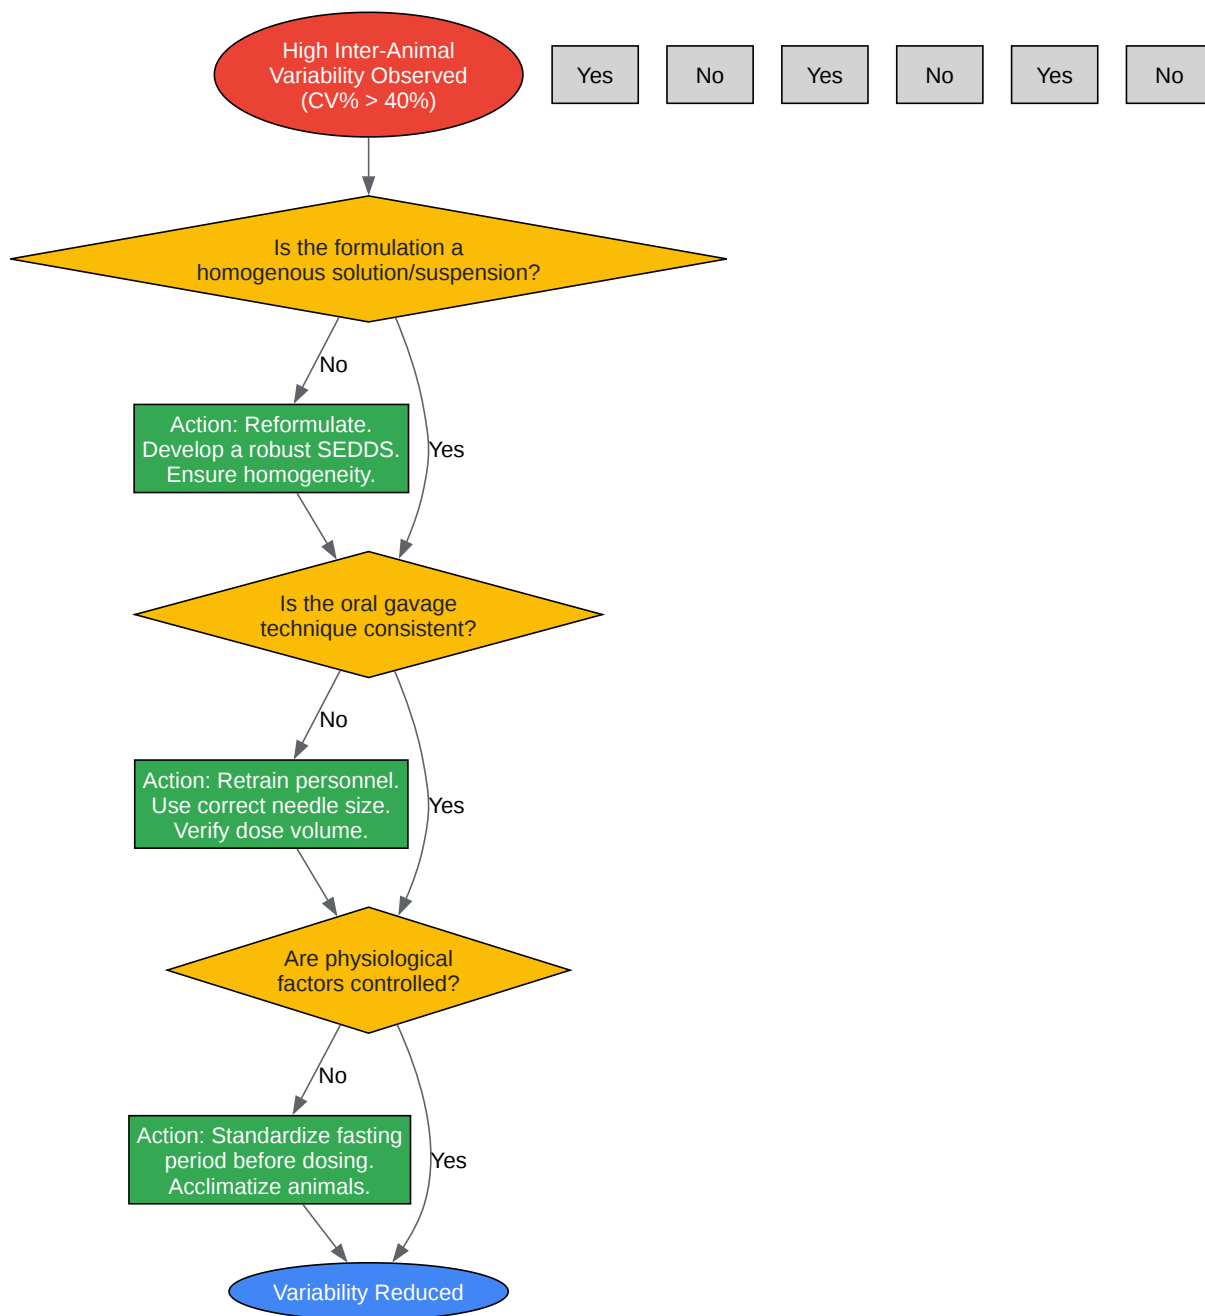 High Inter-Animal
Variability Observed
(CV% > 40%)
Yes
No
Yes
No
Yes
No
Is the formulation a
homogenous solution/suspension?
No
Yes
Action: Reformulate.
Develop a robust SEDDS.
Ensure homogeneity.
Is the oral gavage
technique consistent?
No
Yes
Action: Retrain personnel.
Use correct needle size.
Verify dose volume.
Are physiological
factors controlled?
No
Yes
Action: Standardize fasting
period before dosing.
Acclimatize animals.
Variability Reduced